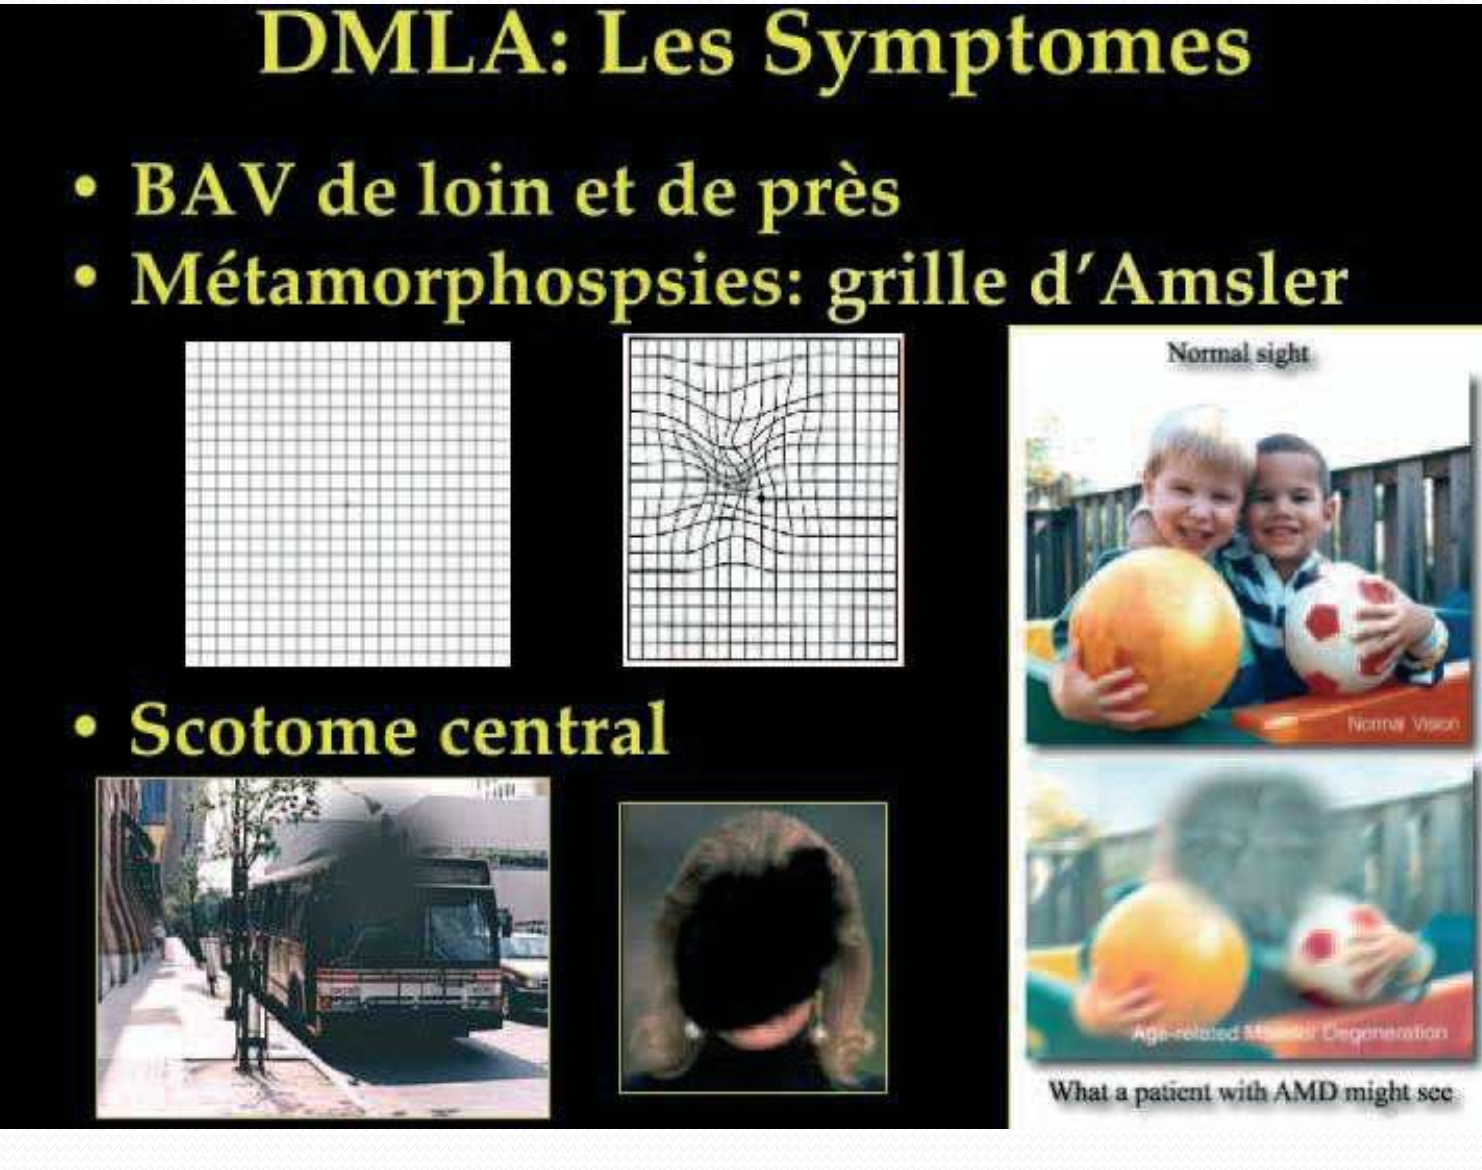 DMLA: Les Symptomes
• BAV de loin et de près
• Métamorphospsies: grille d’Amsler
Normal sight
Normal Vision
• Scotome central
Age-related Macular Degeneration
What a patient with AMD might see